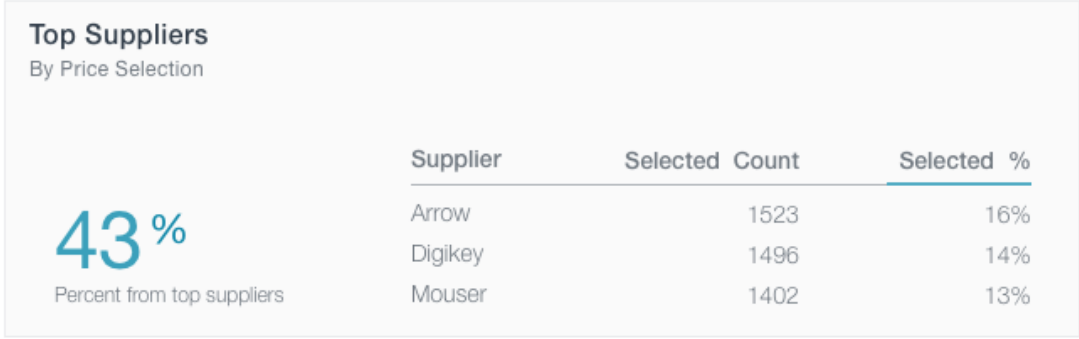 Top Suppliers
By Price Selection
Supplier Selected Count Selected %
Arrow 1523 16%
Digikey 1496 14%
Mouser 1402 13%
43 %
Percent from top suppliers